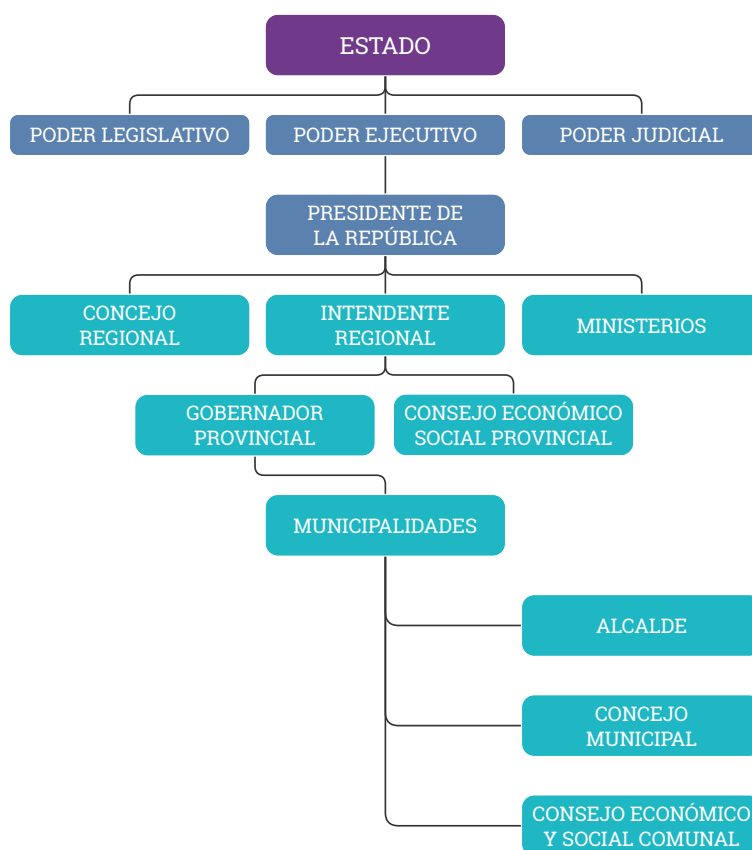 ESTADO
PODER LEGISLATIVO
PODER EJECUTIVO
PODER JUDICIAL
PRESIDENTE DE
LA REPÚBLICA
CONCEJO
REGIONAL
INTENDENTE
REGIONAL
MINISTERIOS
GOBERNADOR
PROVINCIAL
CONSEJO ECONÓMICO
SOCIAL PROVINCIAL
MUNICIPALIDADES
ALCALDE
CONCEJO
MUNICIPAL
CONSEJO ECONÓMICO
Y SOCIAL COMUNAL